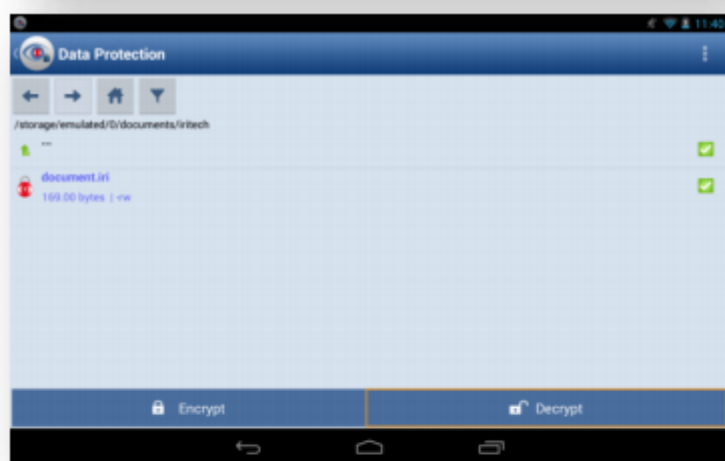 11:40
Data Protection
/storage/emulated/0/documents/iritech
...
document.iri
169.00 bytes | -rw
Encrypt
Decrypt